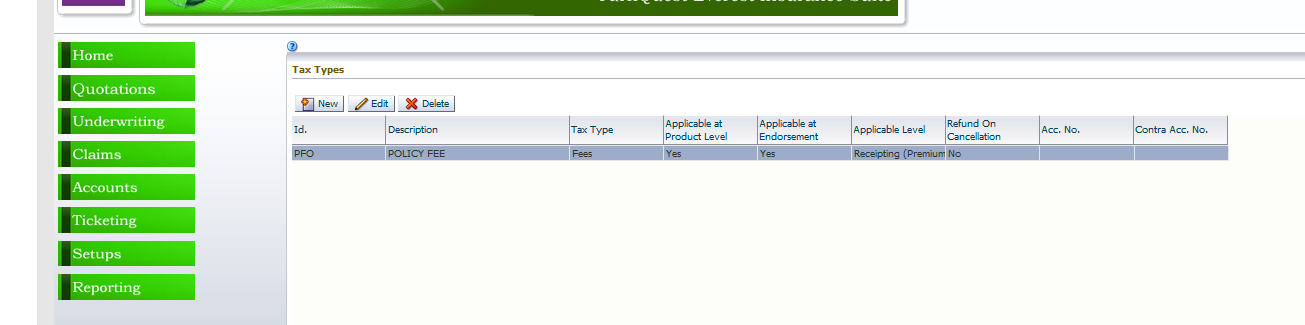 Home
Quotations
Underwriting
Claims
Accounts
Ticketing
Setups
Reporting
?
Tax Types
New Edit Delete
Id. Description Tax Type Applicable at Product Level Applicable at Endorsement Applicable Level Refund On Cancellation Acc. No. Contra Acc. No.
PFO POLICY FEE Fees Yes Yes Receipting (Premium No